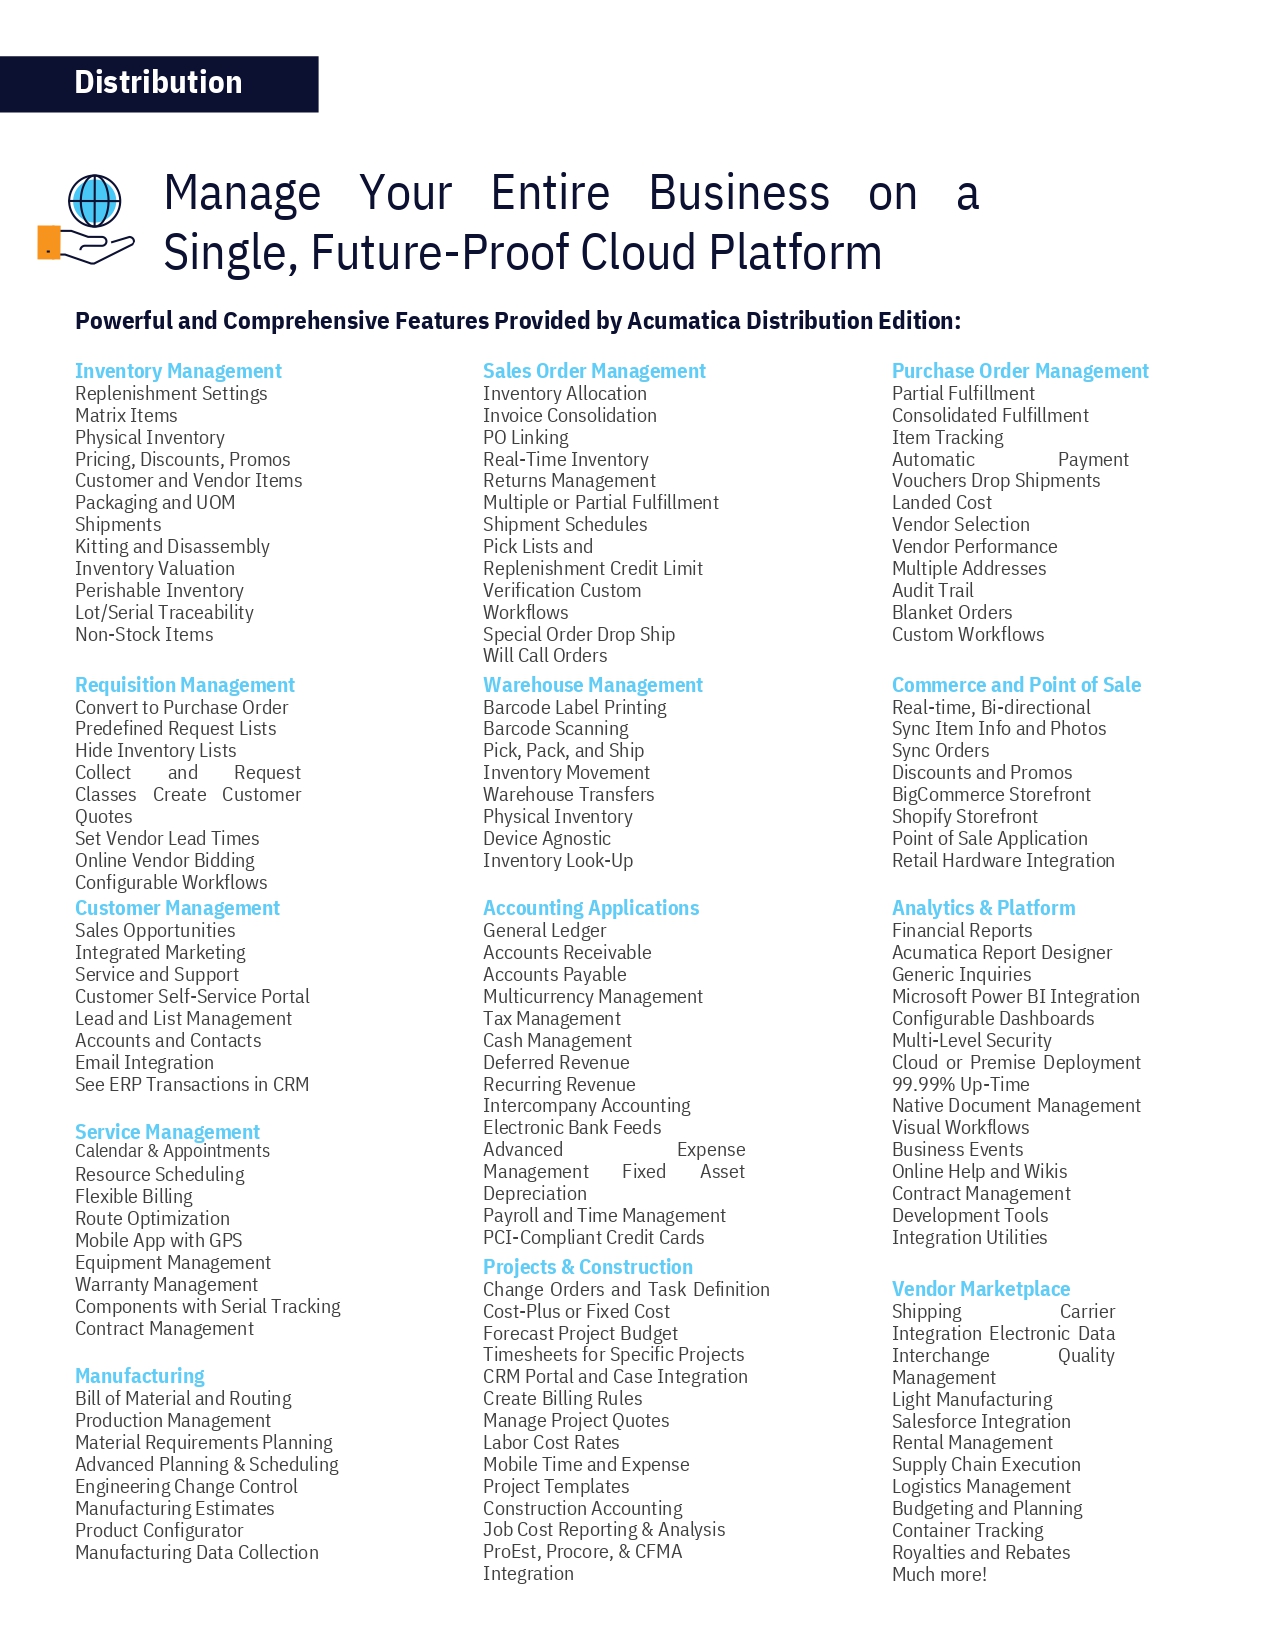 Distribution
Manage Your Entire Business on a
Single, Future-Proof Cloud Platform
Powerful and Comprehensive Features Provided by Acumatica Distribution Edition:
Inventory Management
Replenishment Settings
Matrix Items
Physical Inventory
Pricing, Discounts, Promos
Customer and Vendor Items
Packaging and UOM
Shipments
Kitting and Disassembly
Inventory Valuation
Perishable Inventory
Lot/Serial Traceability
Non-Stock Items
Sales Order Management
Inventory Allocation
Invoice Consolidation
PO Linking
Real-Time Inventory
Returns Management
Multiple or Partial Fulfillment
Shipment Schedules
Pick Lists and
Replenishment Credit Limit
Verification Custom
Workflows
Special Order Drop Ship
Will Call Orders
Purchase Order Management
Partial Fulfillment
Consolidated Fulfillment
Item Tracking
Automatic Payment
Vouchers Drop Shipments
Landed Cost
Vendor Selection
Vendor Performance
Multiple Addresses
Audit Trail
Blanket Orders
Custom Workflows
Requisition Management
Convert to Purchase Order
Predefined Request Lists
Hide Inventory Lists
Collect and Request
Classes Create Customer
Quotes
Set Vendor Lead Times
Online Vendor Bidding
Configurable Workflows
Warehouse Management
Barcode Label Printing
Barcode Scanning
Pick, Pack, and Ship
Inventory Movement
Warehouse Transfers
Physical Inventory
Device Agnostic
Inventory Look-Up
Commerce and Point of Sale
Real-time, Bi-directional
Sync Item Info and Photos
Sync Orders
Discounts and Promos
BigCommerce Storefront
Shopify Storefront
Point of Sale Application
Retail Hardware Integration
Customer Management
Sales Opportunities
Integrated Marketing
Service and Support
Customer Self-Service Portal
Lead and List Management
Accounts and Contacts
Email Integration
See ERP Transactions in CRM
Service Management
Calendar & Appointments
Resource Scheduling
Flexible Billing
Route Optimization
Mobile App with GPS
Equipment Management
Warranty Management
Components with Serial Tracking
Contract Management
Manufacturing
Bill of Material and Routing
Production Management
Material Requirements Planning
Advanced Planning & Scheduling
Engineering Change Control
Manufacturing Estimates
Product Configurator
Manufacturing Data Collection
Accounting Applications
General Ledger
Accounts Receivable
Accounts Payable
Multicurrency Management
Tax Management
Cash Management
Deferred Revenue
Recurring Revenue
Intercompany Accounting
Electronic Bank Feeds
Advanced Expense
Management Fixed Asset
Depreciation
Payroll and Time Management
PCI-Compliant Credit Cards
Projects & Construction
Change Orders and Task Definition
Cost-Plus or Fixed Cost
Forecast Project Budget
Timesheets for Specific Projects
CRM Portal and Case Integration
Create Billing Rules
Manage Project Quotes
Labor Cost Rates
Mobile Time and Expense
Project Templates
Construction Accounting
Job Cost Reporting & Analysis
ProEst, Procore, & CFMA
Integration
Analytics & Platform
Financial Reports
Acumatica Report Designer
Generic Inquiries
Microsoft Power BI Integration
Configurable Dashboards
Multi-Level Security
Cloud or Premise Deployment
99.99% Up-Time
Native Document Management
Visual Workflows
Business Events
Online Help and Wikis
Contract Management
Development Tools
Integration Utilities
Vendor Marketplace
Shipping Carrier
Integration Electronic Data
Interchange Quality
Management
Light Manufacturing
Salesforce Integration
Rental Management
Supply Chain Execution
Logistics Management
Budgeting and Planning
Container Tracking
Royalties and Rebates
Much more!